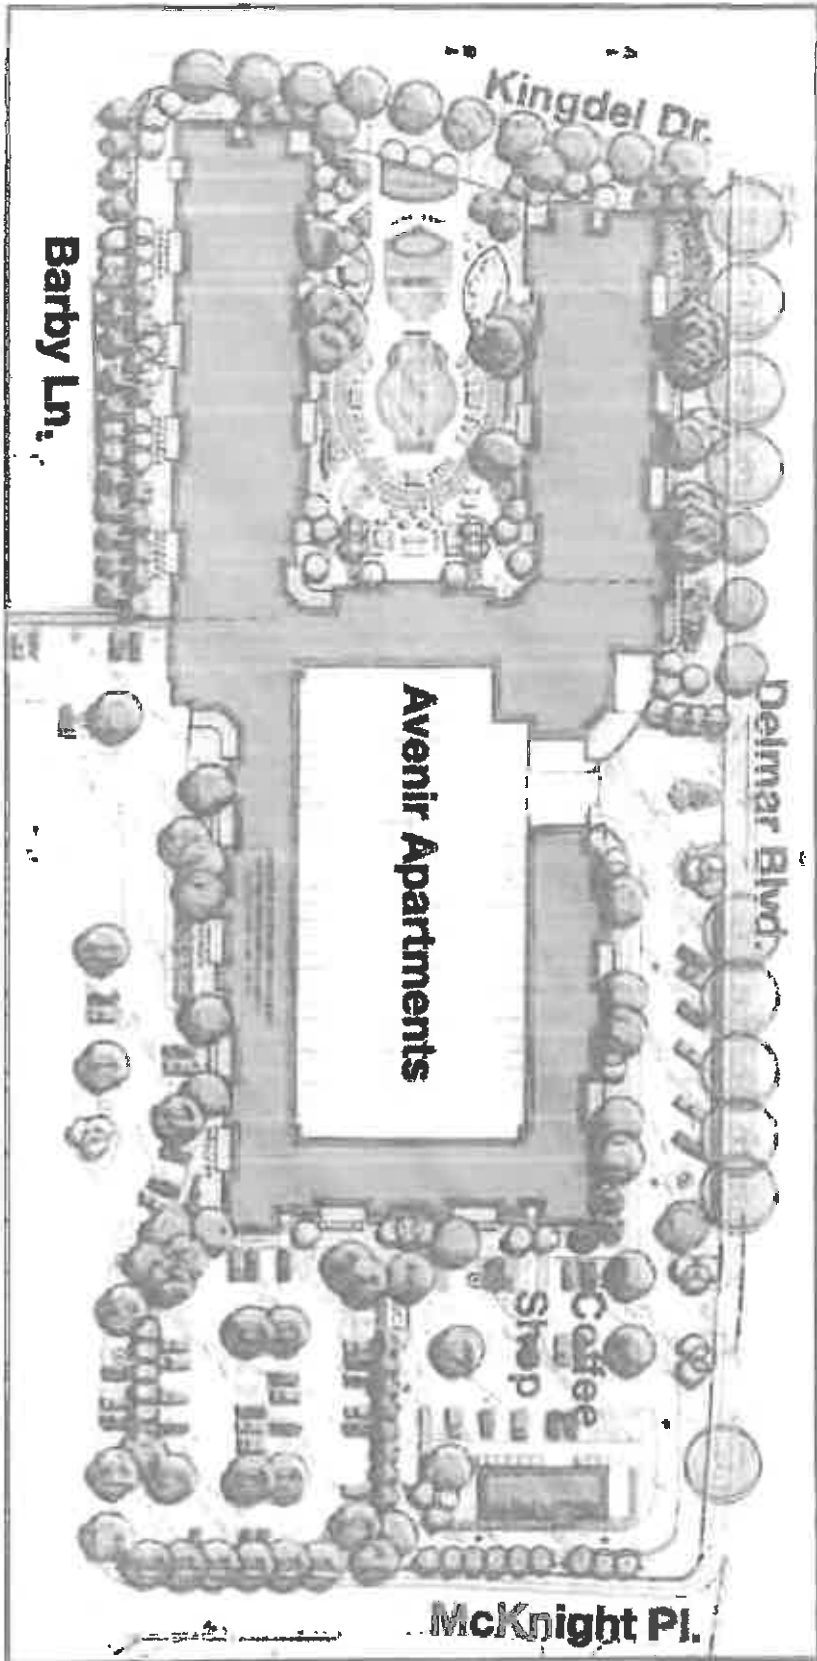 Kingdel Dr.
Barby Ln.
Delmar Blvd.
Avenir Apartments
Coffee
Shop
McKnight Pl.